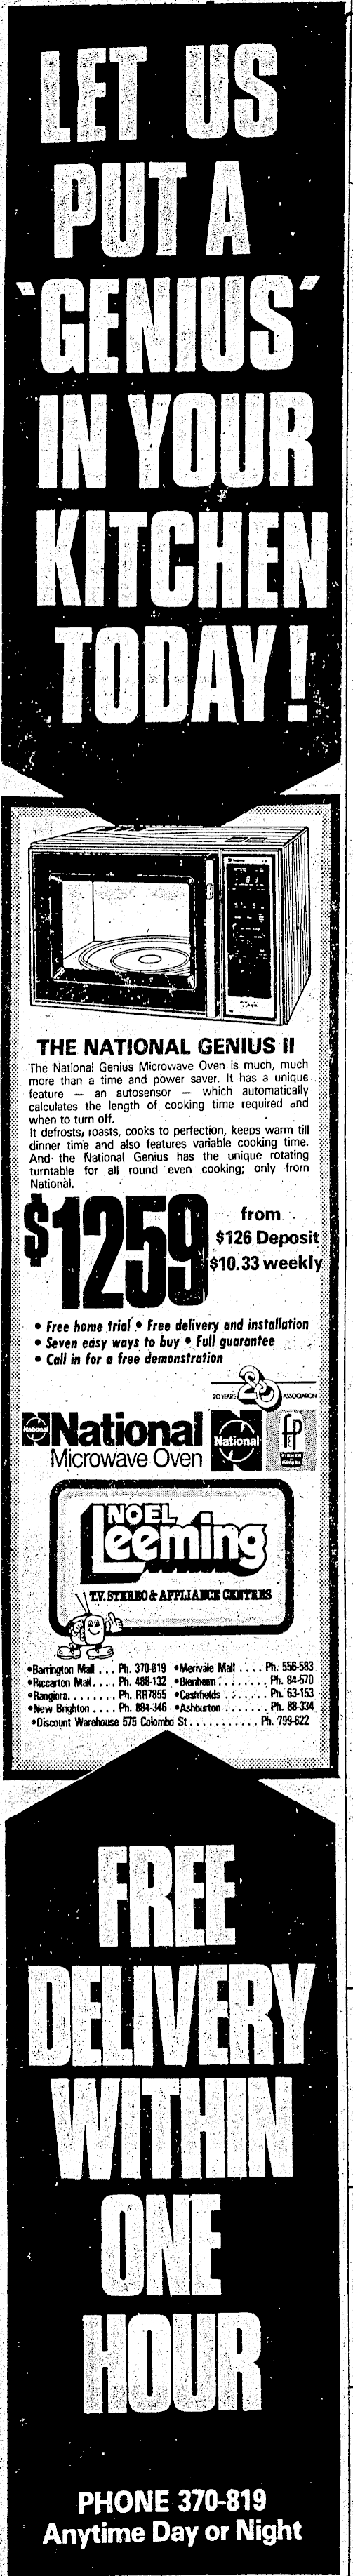 LET US
PUT A
'GENIUS'
IN YOUR
KITCHEN
TODAY!
THE NATIONAL GENIUS II
The National Genius Microwave Oven is much, much
more than a time and power saver. It has a unique
feature — an autosensor — which automatically
calculates the length of cooking time required and
when to turn off.
It defrosts, roasts, cooks to perfection, keeps warm till
dinner time and also features variable cooking time.
And the National Genius has the unique rotating
turntable for all round even cooking; only from
National.
$1259
from
$126 Deposit
$10.33 weekly
• Free home trial • Free delivery and installation
• Seven easy ways to buy • Full guarantee
• Call in for a free demonstration
20 YEARS 20 ASSOCIATION
National National
Microwave Oven
National
fp
FISHER & PAYKEL
NOEL
Leeming
T.V. STEREO & APPLIANCE CENTRES
•Barrington Mall . . . Ph. 370-819 •Merivale Mall . . . . Ph. 556-583
•Riccarton Mall . . . . Ph. 488-132 •Blenheim . . . . . . . Ph. 84-570
•Rangiora. . . . . . . Ph. RR7855 •Cashfields . . . . . . Ph. 63-153
•New Brighton . . . . Ph. 884-346 •Ashburton . . . . . . Ph. 88-334
•Discount Warehouse 575 Colombo St . . . . . . . . . Ph. 799-622
FREE
DELIVERY
WITHIN
ONE
HOUR
PHONE 370-819
Anytime Day or Night